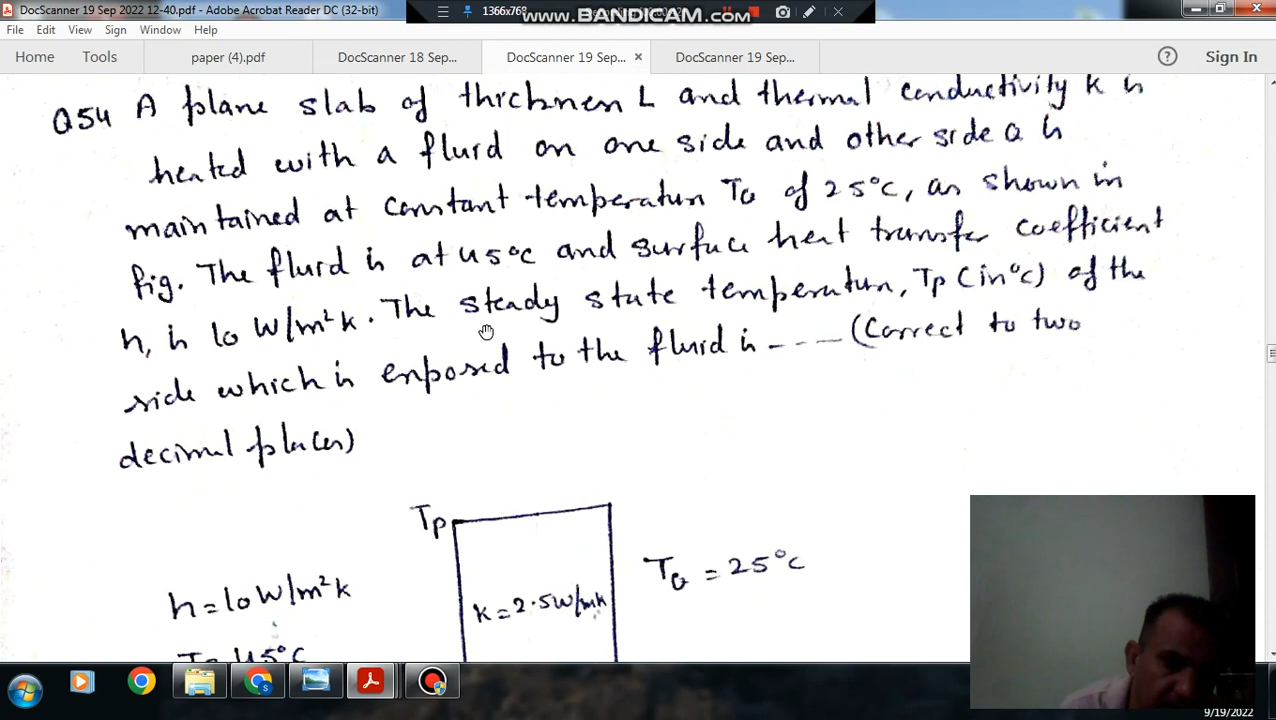 DocScanner 19 Sep 2022 12-40.pdf - Adobe Acrobat Reader DC (32-bit)
1366x768
www.BANDICAM.com
File Edit View Sign Window Help
Home Tools paper (4).pdf DocScanner 18 Sep... DocScanner 19 Sep... × DocScanner 19 Sep... Sign In
Q54 A plane slab of thickness L and thermal conductivity k is
heated with a fluid on one side and other side Q is
maintained at constant temperature TQ of 25°C, as shown in
fig. The fluid is at 45°C and surface heat transfer coefficient
h, is 10 W/m²k. The steady state temperature, Tp (in°C) of the
side which is exposed to the fluid is ---- (Correct to two
decimal places)
Tp
TQ = 25°C
h = 10 W/m²k
k = 2.5 W/mk
45°C
9/19/2022